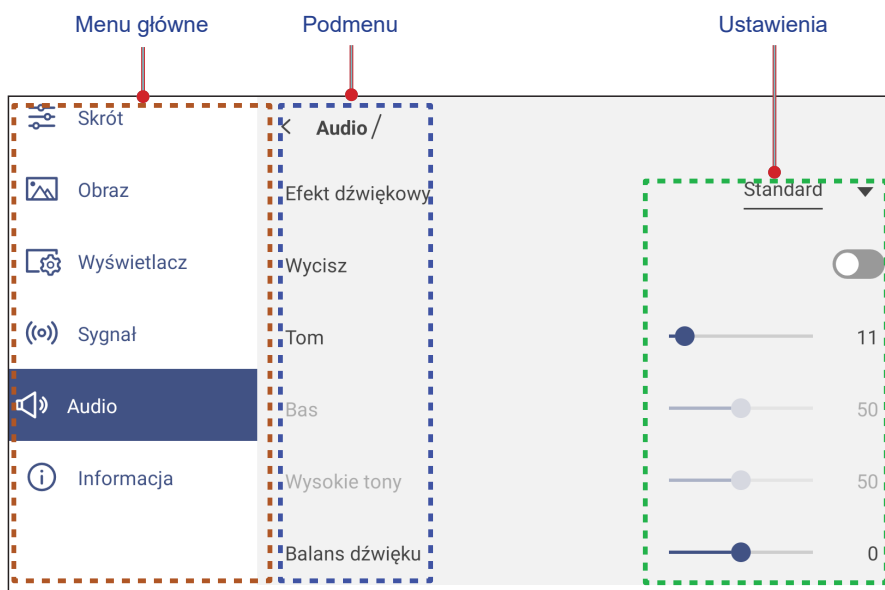 Menu główne Podmenu Ustawienia
Skrót
Obraz
Wyświetlacz
Sygnał
Audio
Informacja
Audio /
Efekt dźwiękowy Standard
Wycisz
Tom 11
Bas 50
Wysokie tony 50
Balans dźwięku 0